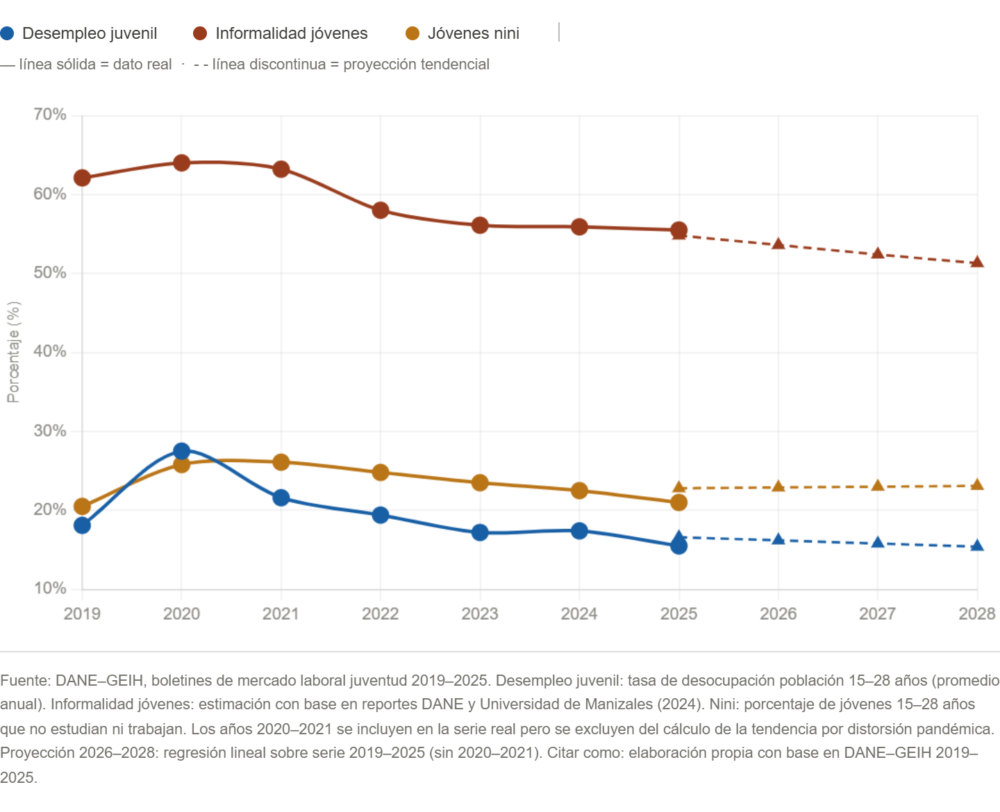 Desempleo juvenil Informalidad jóvenes Jóvenes nini
— línea sólida = dato real · - - línea discontinua = proyección tendencial
70%
60%
50%
40%
30%
20%
10%
Porcentaje (%)
2019 2020 2021 2022 2023 2024 2025 2026 2027 2028
Fuente: DANE–GEIH, boletines de mercado laboral juventud 2019–2025. Desempleo juvenil: tasa de desocupación población 15–28 años (promedio
anual). Informalidad jóvenes: estimación con base en reportes DANE y Universidad de Manizales (2024). Nini: porcentaje de jóvenes 15–28 años
que no estudian ni trabajan. Los años 2020–2021 se incluyen en la serie real pero se excluyen del cálculo de la tendencia por distorsión pandémica.
Proyección 2026–2028: regresión lineal sobre serie 2019–2025 (sin 2020–2021). Citar como: elaboración propia con base en DANE–GEIH 2019–
2025.